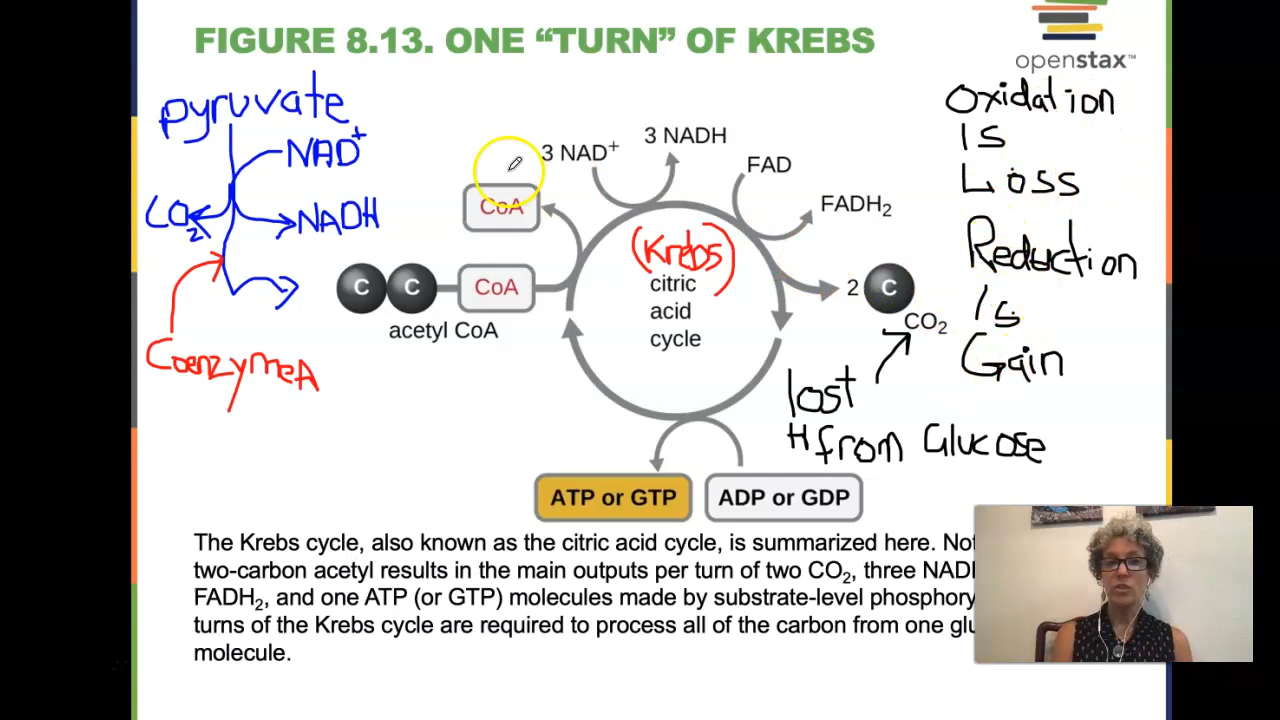 FIGURE 8.13. ONE “TURN” OF KREBS
openstax™
pyruvate
NAD+
CO2
NADH
Coenzyme A
3 NAD+
3 NADH
FAD
FADH2
CoA
C C CoA
acetyl CoA
(Krebs)
citric
acid
cycle
2 C
CO2
lost
H from Glucose
ATP or GTP
ADP or GDP
Oxidation
Is
Loss
Reduction
Is
Gain
The Krebs cycle, also known as the citric acid cycle, is summarized here.
two-carbon acetyl results in the main outputs per turn of two CO2, three
FADH2, and one ATP (or GTP) molecules made by substrate-level
turns of the Krebs cycle are required to process all of the carbon from one
molecule.